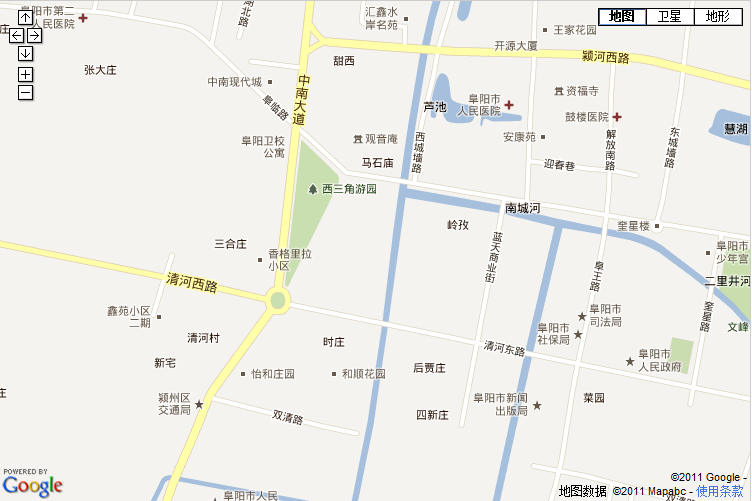 阜阳市第二
人民医院
湖北路
汇鑫水
岸名苑
王家花园
地图
卫星
地形
开源大厦
颍河西路
张大庄
中南现代城
甜西
中南大道
阜临路
芦池
阜阳市
人民医院
资福寺
鼓楼医院
慧湖
阜阳卫校
公寓
观音庵
西城墙路
安康苑
解放南路
东城墙路
马石庙
迎春巷
西三角游园
南城河
岭孜
蓝天商业街
奎星楼
三合庄
香格里拉
小区
阜王路
阜阳市
少年宫
二里井河
清河西路
奎星路
鑫苑小区
二期
阜阳市
司法局
文峰
清河村
时庄
阜阳市
社保局
清河东路
新宅
怡和庄园
和顺花园
后贾庄
阜阳市
人民政府
庄
颍州区
交通局
双清路
四新庄
阜阳市新闻
出版局
菜园
POWERED BY
Google
阜阳市人民
双清路
©2011 Google -
地图数据 ©2011 Mapabc - 使用条款